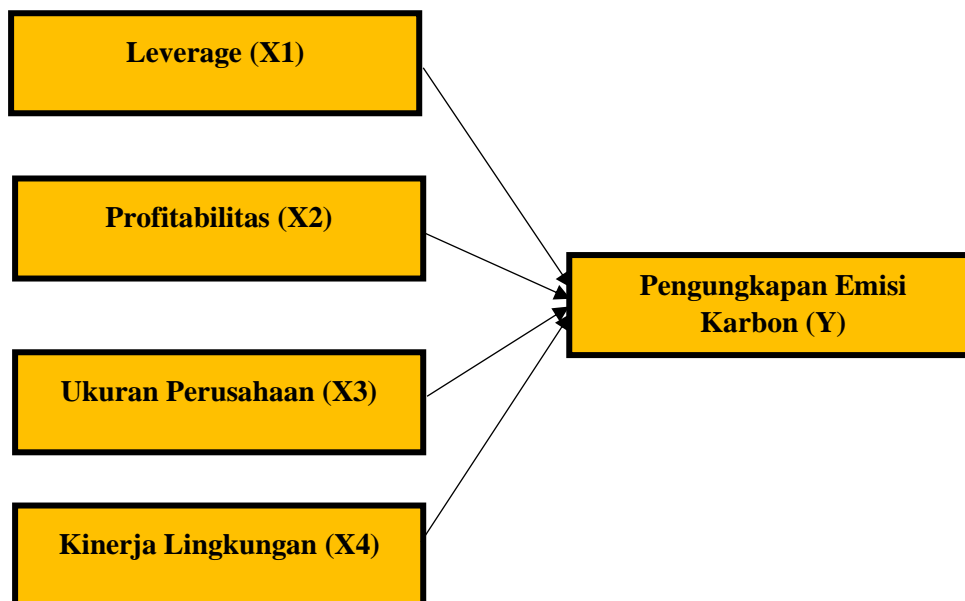 Leverage (X1)
Profitabilitas (X2)
Ukuran Perusahaan (X3)
Kinerja Lingkungan (X4)
Pengungkapan Emisi
Karbon (Y)